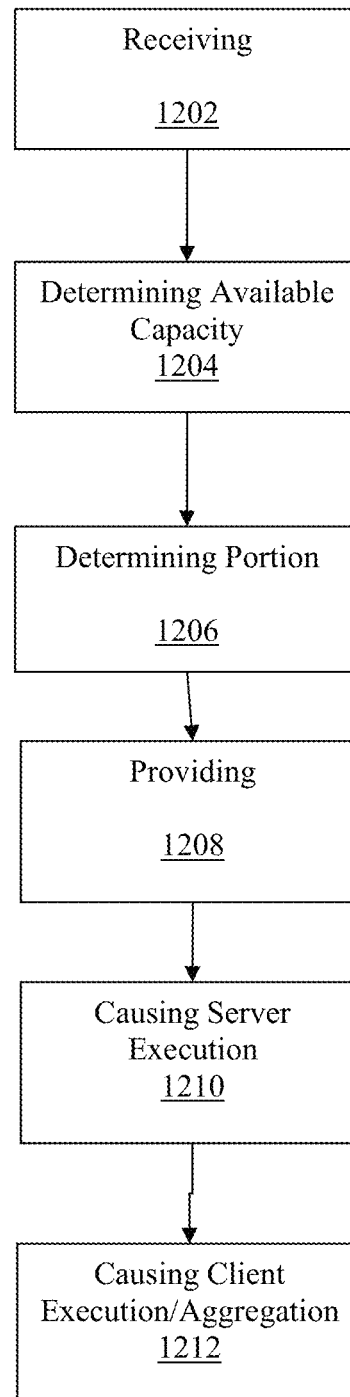 Receiving
1202
Determining Available
Capacity
1204
Determining Portion
1206
Providing
1208
Causing Server
Execution
1210
Causing Client
Execution/Aggregation
1212